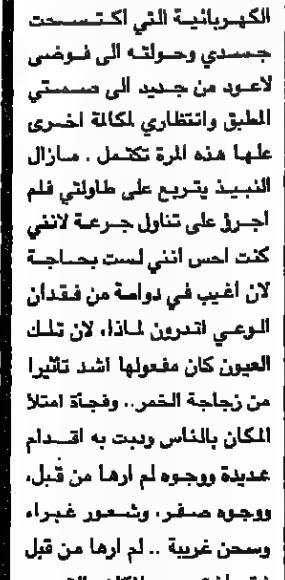 الكهربائية التي اكتسحت
جسدي وحولته الى فوضى
لاعود من جديد الى صمتي
المطبق وانتظاري لمكالمة اخرى
علها هذه المرة تكتمل . مازال
النبيذ يتربع على طاولتي فلم
اجرؤ على تناول جرعة لانني
كنت احس انني لست بحاجة
لان أغيب في دوامة من فقدان
الوعي اتدرون لماذا، لان تلك
العيون كان مفعولها اشد تأثيرا
من زجاجة الخمر.. وفجأة امتلأ
المكان بالناس ودبت به اقدام
عديدة ووجوه لم ارها من قبل،
ووجوه صفر، وشعور غبراء
وسحن غريبة .. لم ارها من قبل